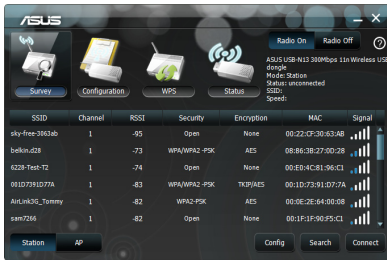 ASUS
Radio On Radio Off
ASUS USB-N13 300Mbps 11n Wireless USB
dongle
Mode: Station
Status: unconnected
SSID:
Speed:
Survey Configuration WPS Status
SSID Channel RSSI Security Encryption MAC Signal
sky-free-3863ab 1 -95 Open None 00:22:CF:30:63:AB
belkin.d28 1 -73 WPA/WPA2 -PSK AES 08:86:3B:27:0D:28
6228-Test-T2 1 -74 Open None 00:E0:4C:81:96:C1
001D7391D77A 1 -83 WPA/WPA2 -PSK TKIP/AES 00:1D:73:91:D7:7A
AirLink3G_Tommy 1 -82 WPA2-PSK AES 00:0E:2E:64:00:08
sam7266 1 -82 Open None 00:1F:1F:90:F5:C1
Station AP Config Search Connect